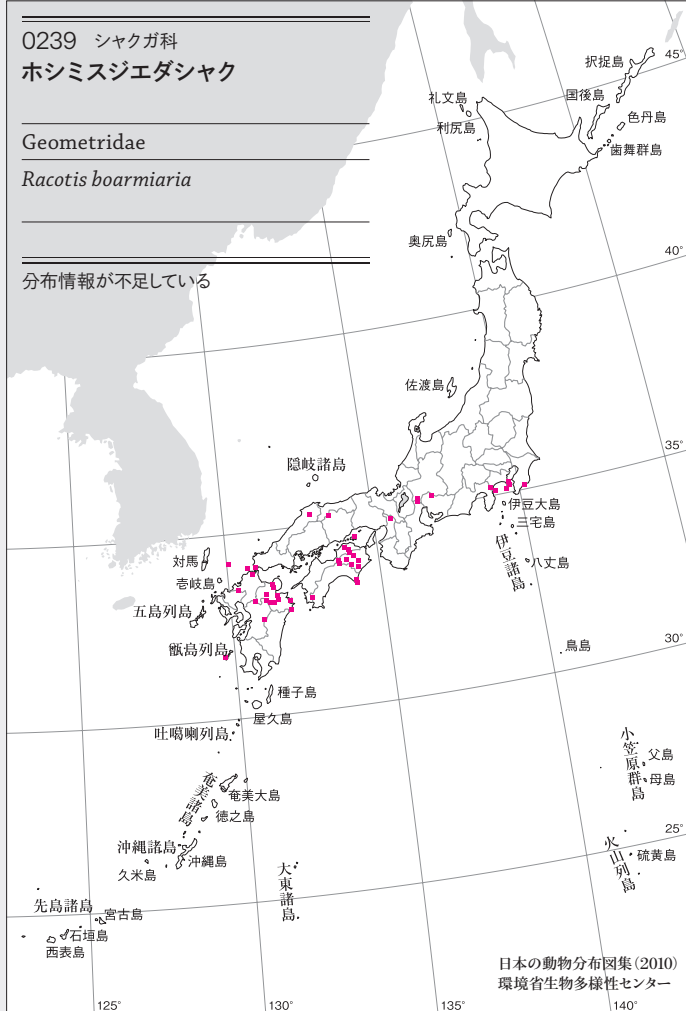 0239 シャクガ科
ホシミスジエダシャク
Geometridae
Racotis boarmiaria
分布情報が不足している
45°
択捉島
礼文島
国後島
利尻島
色丹島
歯舞群島
奥尻島
40°
佐渡島
35°
隠岐諸島
伊豆大島
三宅島
対馬
伊豆諸島
八丈島
壱岐島
五島列島
甑島列島
鳥島
30°
種子島
屋久島
吐噶喇列島
小笠原群島
父島
母島
奄美諸島
奄美大島
徳之島
25°
沖縄諸島
沖縄島
久米島
火山列島
硫黄島
大東諸島
先島諸島
宮古島
石垣島
西表島
日本の動物分布図集(2010)
環境省生物多様性センター
125°
130°
135°
140°